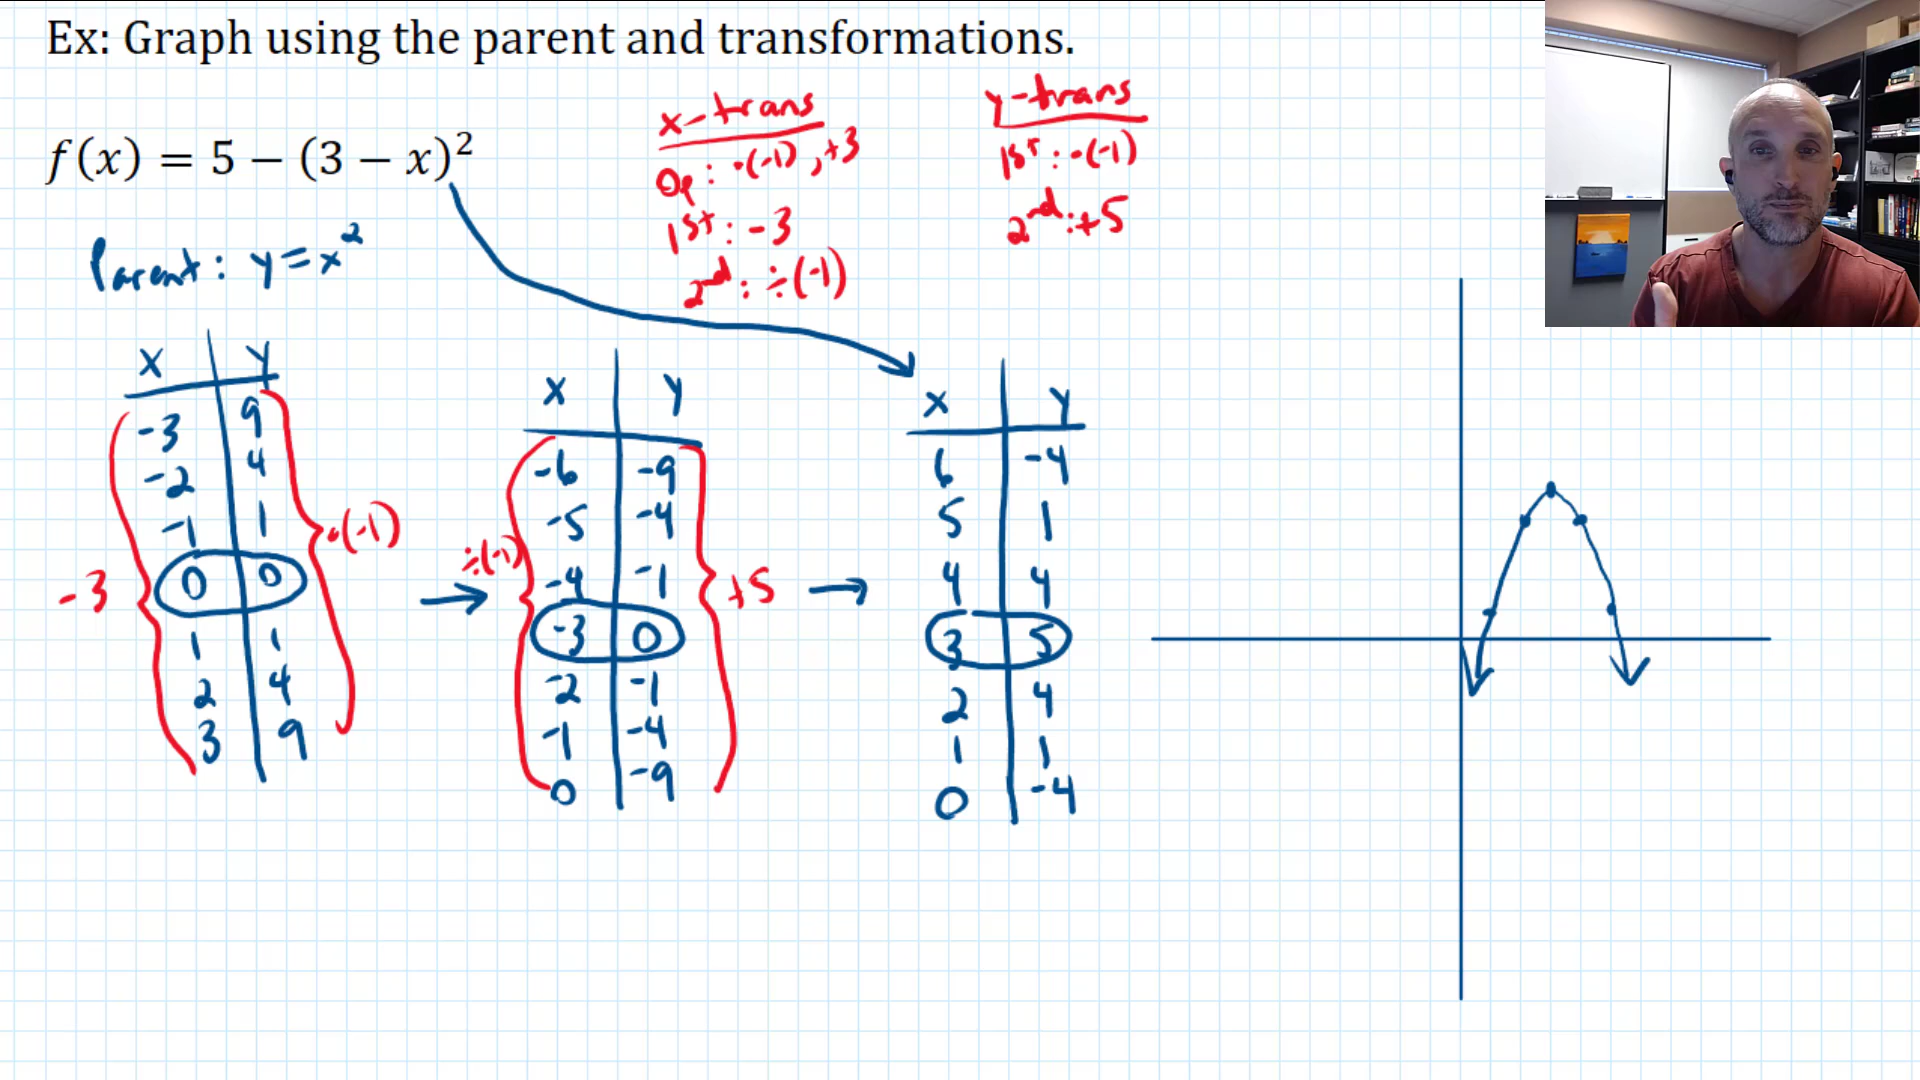 Ex: Graph using the parent and transformations.
f(x) = 5 − (3 − x)²
Parent: y=x²
x-trans
Op: ·(-1), +3
1st: -3
2nd: ÷(-1)
y-trans
1st: ·(-1)
2nd: +5
x y
-3 9
-2 4
-1 1
0 0
1 1
2 4
3 9
-3
·(-1)
x y
-6 -9
-5 -4
-4 -1
-3 0
-2 -1
-1 -4
0 -9
÷(-1)
+5
x y
6 -4
5 1
4 4
3 5
2 4
1 1
0 -4